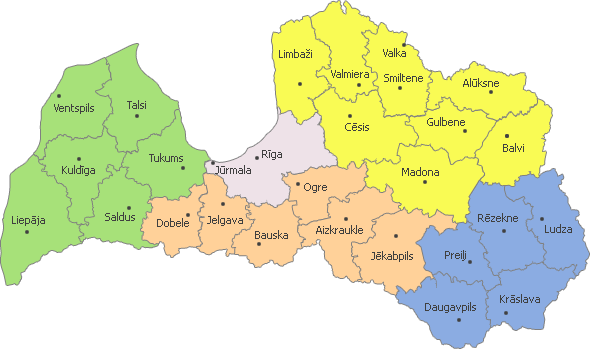 Limbaži
Valka
Valmiera
Smiltene
Alūksne
Ventspils
Talsi
Cēsis
Gulbene
Balvi
Kuldīga
Tukums
Jūrmala
Rīga
Madona
Ogre
Liepāja
Saldus
Dobele
Jelgava
Bauska
Aizkraukle
Jēkabpils
Rēzekne
Ludza
Preiļi
Daugavpils
Krāslava